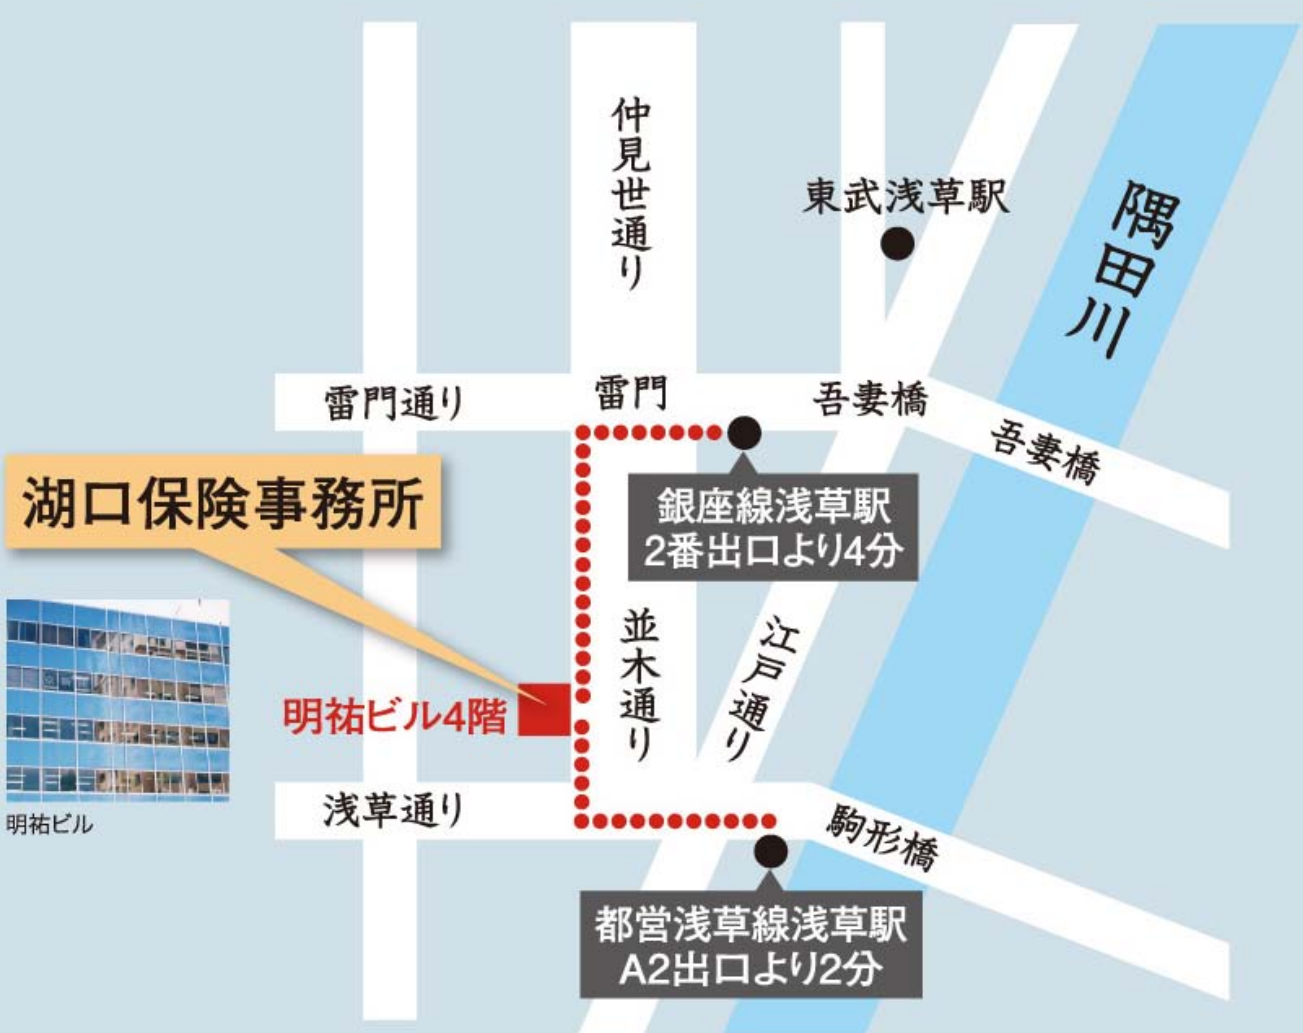 仲見世通り
東武浅草駅
隅田川
雷門通り
雷門
吾妻橋
吾妻橋
湖口保険事務所
銀座線浅草駅
2番出口より4分
並木通り
江戸通り
明祐ビル4階
浅草通り
駒形橋
明祐ビル
都営浅草線浅草駅
A2出口より2分